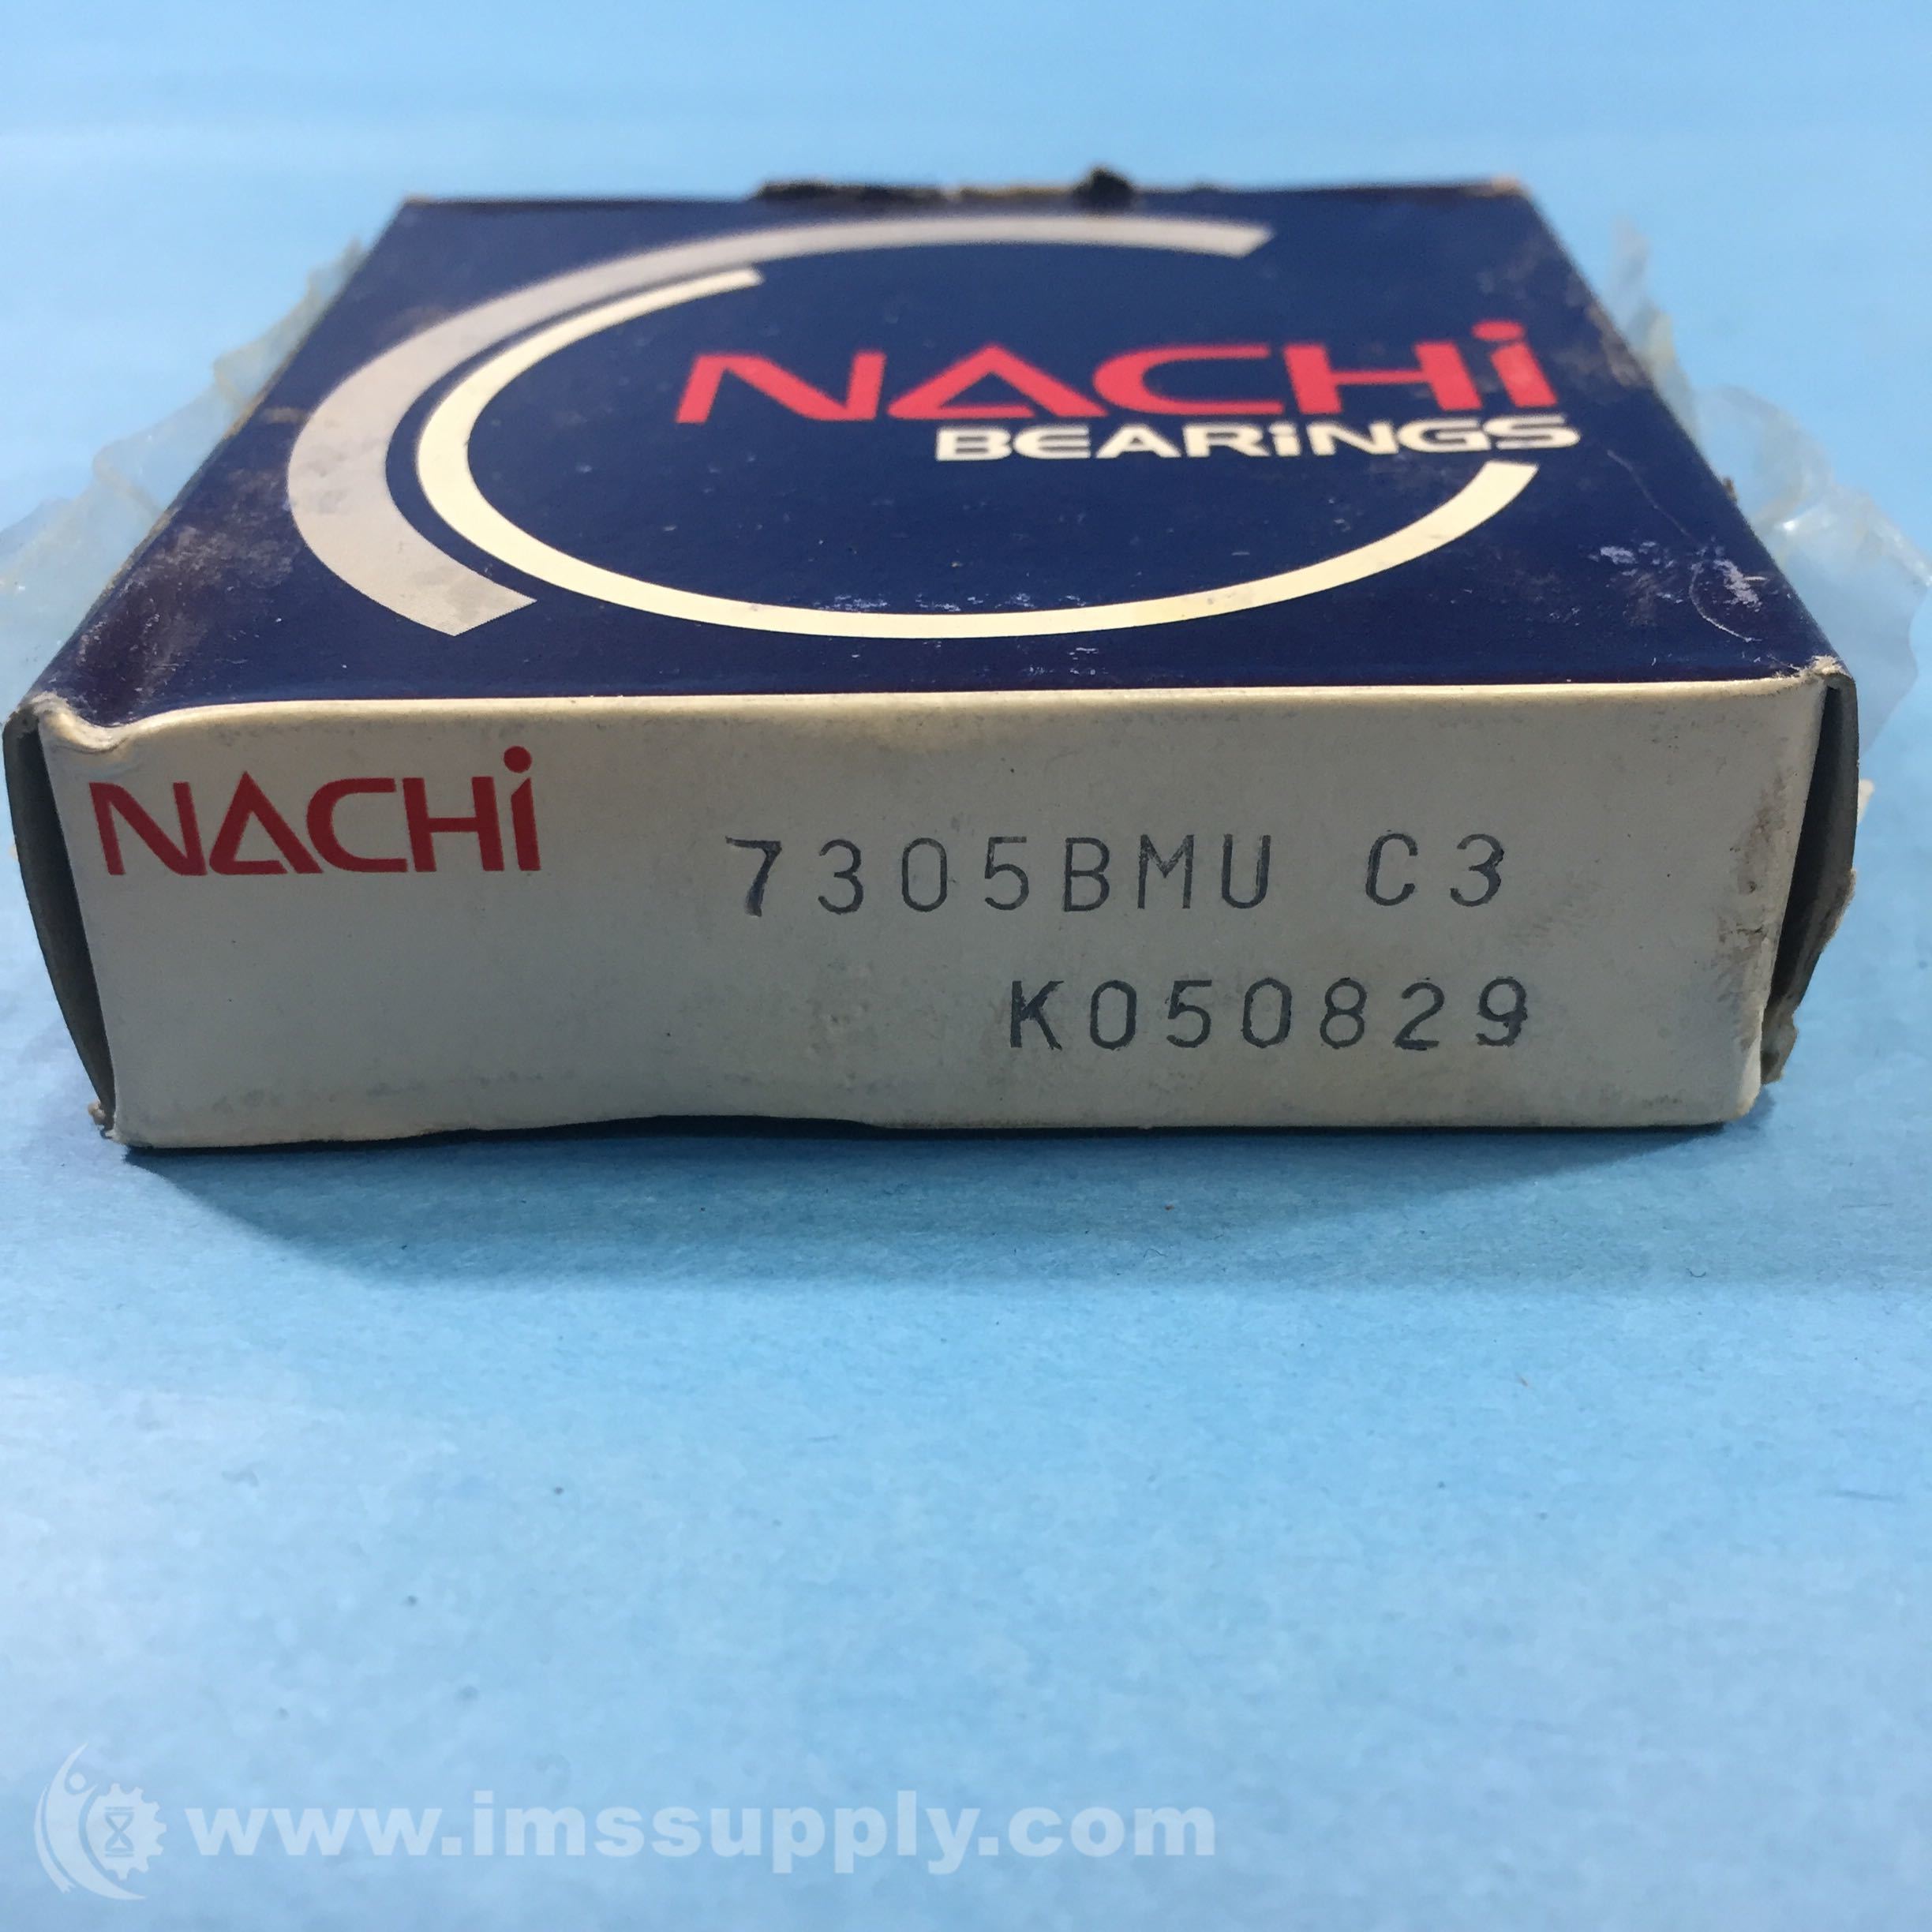 NACHi
BEARiNGS
NACHi
7305BMU C3
K050829
www.imssupply.com